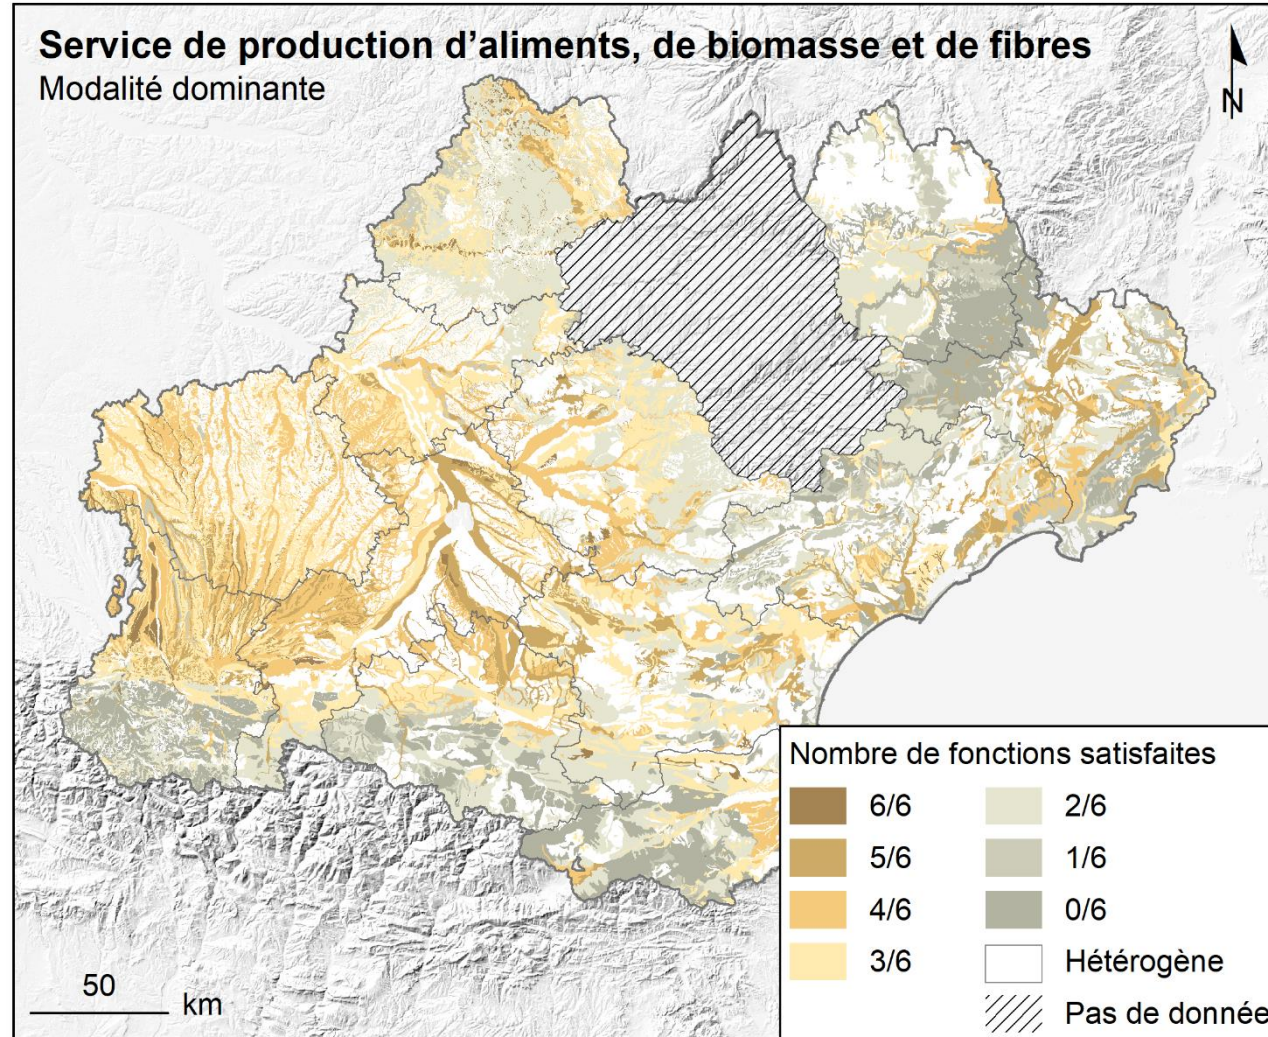 Service de production d'aliments, de biomasse et de fibres
Modalité dominante
N
Nombre de fonctions satisfaites
6/6
5/6
4/6
3/6
2/6
1/6
0/6
Hétérogène
Pas de donnée
50
km